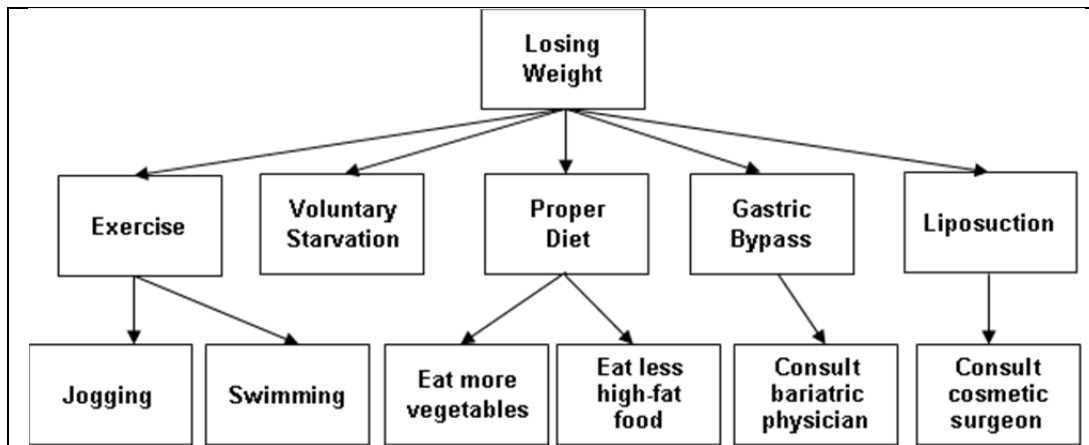 Losing
Weight
Exercise
Voluntary
Starvation
Proper
Diet
Gastric
Bypass
Liposuction
Jogging
Swimming
Eat more
vegetables
Eat less
high-fat
food
Consult
bariatric
physician
Consult
cosmetic
surgeon